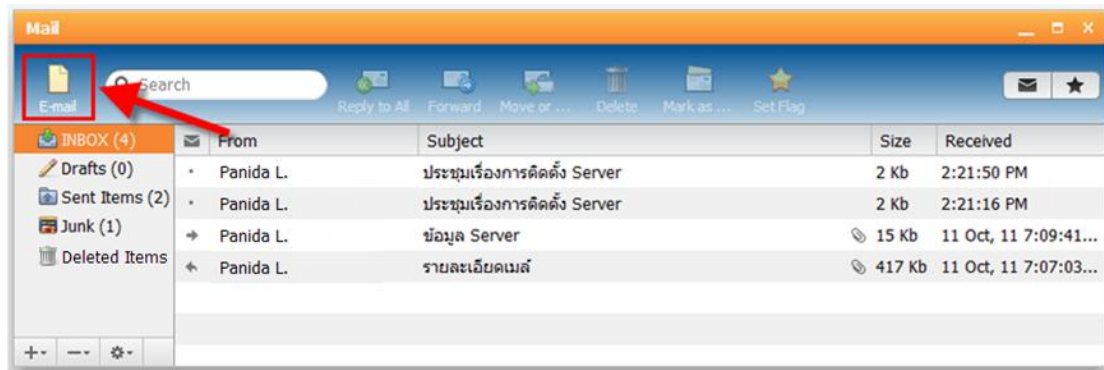 Mail
E-mail
Search
Reply to All Forward Move or ... Delete Mark as ... Set Flag
INBOX (4)
From Subject Size Received
Drafts (0)
Panida L. ประชุมเรื่องการติดตั้ง Server 2 Kb 2:21:50 PM
Sent Items (2)
Panida L. ประชุมเรื่องการติดตั้ง Server 2 Kb 2:21:16 PM
Junk (1)
Panida L. ข้อมูล Server 15 Kb 11 Oct, 11 7:09:41...
Deleted Items
Panida L. รายละเอียดเมล์ 417 Kb 11 Oct, 11 7:07:03...